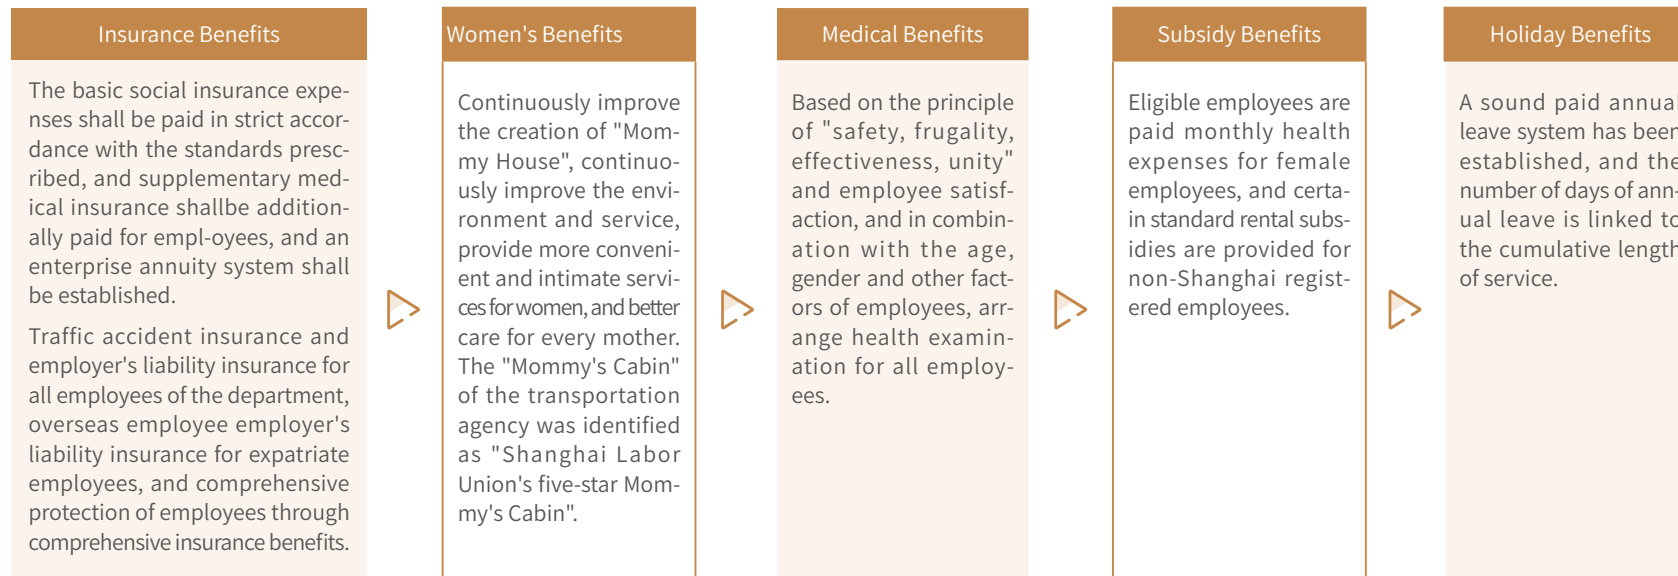 Insurance Benefits
The basic social insurance expe-
nses shall be paid in strict accor-
dance with the standards presc-
ribed, and supplementary med-
ical insurance shallbe addition-
ally paid for empl-oyees, and an
enterprise annuity system shall
be established.
Traffic accident insurance and
employer's liability insurance for
all employees of the department,
overseas employee employer's
liability insurance for expatriate
employees, and comprehensive
protection of employees through
comprehensive insurance benefits.
Women's Benefits
Continuously improve
the creation of "Mom-
my House", continuo-
usly improve the envi-
ronment and service,
provide more conveni-
ent and intimate servi-
ces for women, and better
care for every mother.
The "Mommy's Cabin"
of the transportation
agency was identified
as "Shanghai Labor
Union's five-star Mom-
my's Cabin".
Medical Benefits
Based on the principle
of "safety, frugality,
effectiveness, unity"
and employee satisf-
action, and in combin-
ation with the age,
gender and other fact-
ors of employees, arr-
ange health examin-
ation for all employ-
ees.
Subsidy Benefits
Eligible employees are
paid monthly health
expenses for female
employees, and certa-
in standard rental subs-
idies are provided for
non-Shanghai regist-
ered employees.
Holiday Benefits
A sound paid annual
leave system has been
established, and the
number of days of ann-
ual leave is linked to
the cumulative length
of service.